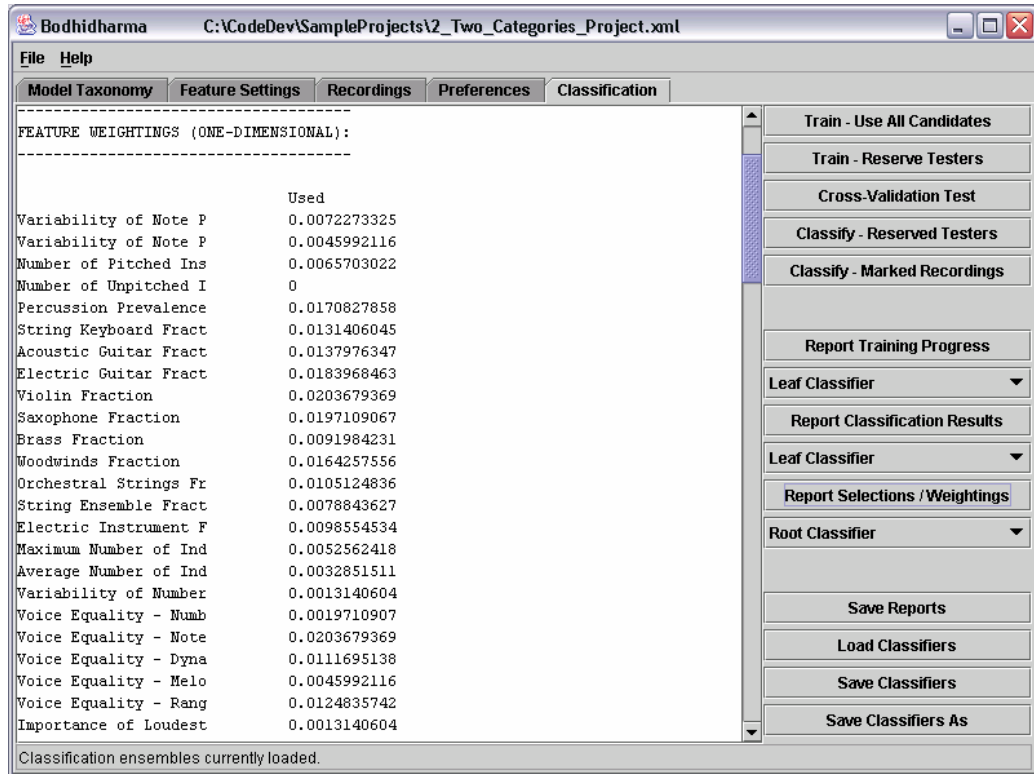 Bodhidharma C:\CodeDev\SampleProjects\2_Two_Categories_Project.xml
File Help
Model Taxonomy Feature Settings Recordings Preferences Classification
------------------------------------
FEATURE WEIGHTINGS (ONE-DIMENSIONAL):
------------------------------------
Used
Variability of Note P 0.0072273325
Variability of Note P 0.0045992116
Number of Pitched Ins 0.0065703022
Number of Unpitched I 0
Percussion Prevalence 0.0170827858
String Keyboard Fract 0.0131406045
Acoustic Guitar Fract 0.0137976347
Electric Guitar Fract 0.0183968463
Violin Fraction 0.0203679369
Saxophone Fraction 0.0197109067
Brass Fraction 0.0091984231
Woodwinds Fraction 0.0164257556
Orchestral Strings Fr 0.0105124836
String Ensemble Fract 0.0078843627
Electric Instrument F 0.0098554534
Maximum Number of Ind 0.0052562418
Average Number of Ind 0.0032851511
Variability of Number 0.0013140604
Voice Equality - Numb 0.0019710907
Voice Equality - Note 0.0203679369
Voice Equality - Dyna 0.0111695138
Voice Equality - Melo 0.0045992116
Voice Equality - Rang 0.0124835742
Importance of Loudest 0.0013140604
Train - Use All Candidates
Train - Reserve Testers
Cross-Validation Test
Classify - Reserved Testers
Classify - Marked Recordings
Report Training Progress
Leaf Classifier
Report Classification Results
Leaf Classifier
Report Selections / Weightings
Root Classifier
Save Reports
Load Classifiers
Save Classifiers
Save Classifiers As
Classification ensembles currently loaded.